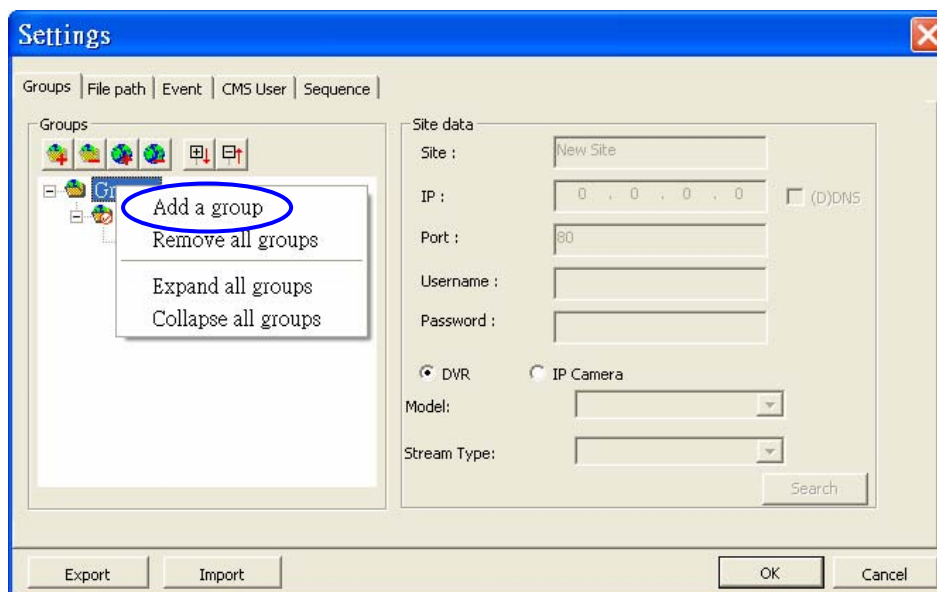 Settings
Groups File path Event CMS User Sequence
Groups
Add a group
Remove all groups
Expand all groups
Collapse all groups
Site data
Site : New Site
IP : 0 . 0 . 0 . 0 (D)DNS
Port : 80
Username :
Password :
DVR IP Camera
Model:
Stream Type:
Search
Export Import OK Cancel